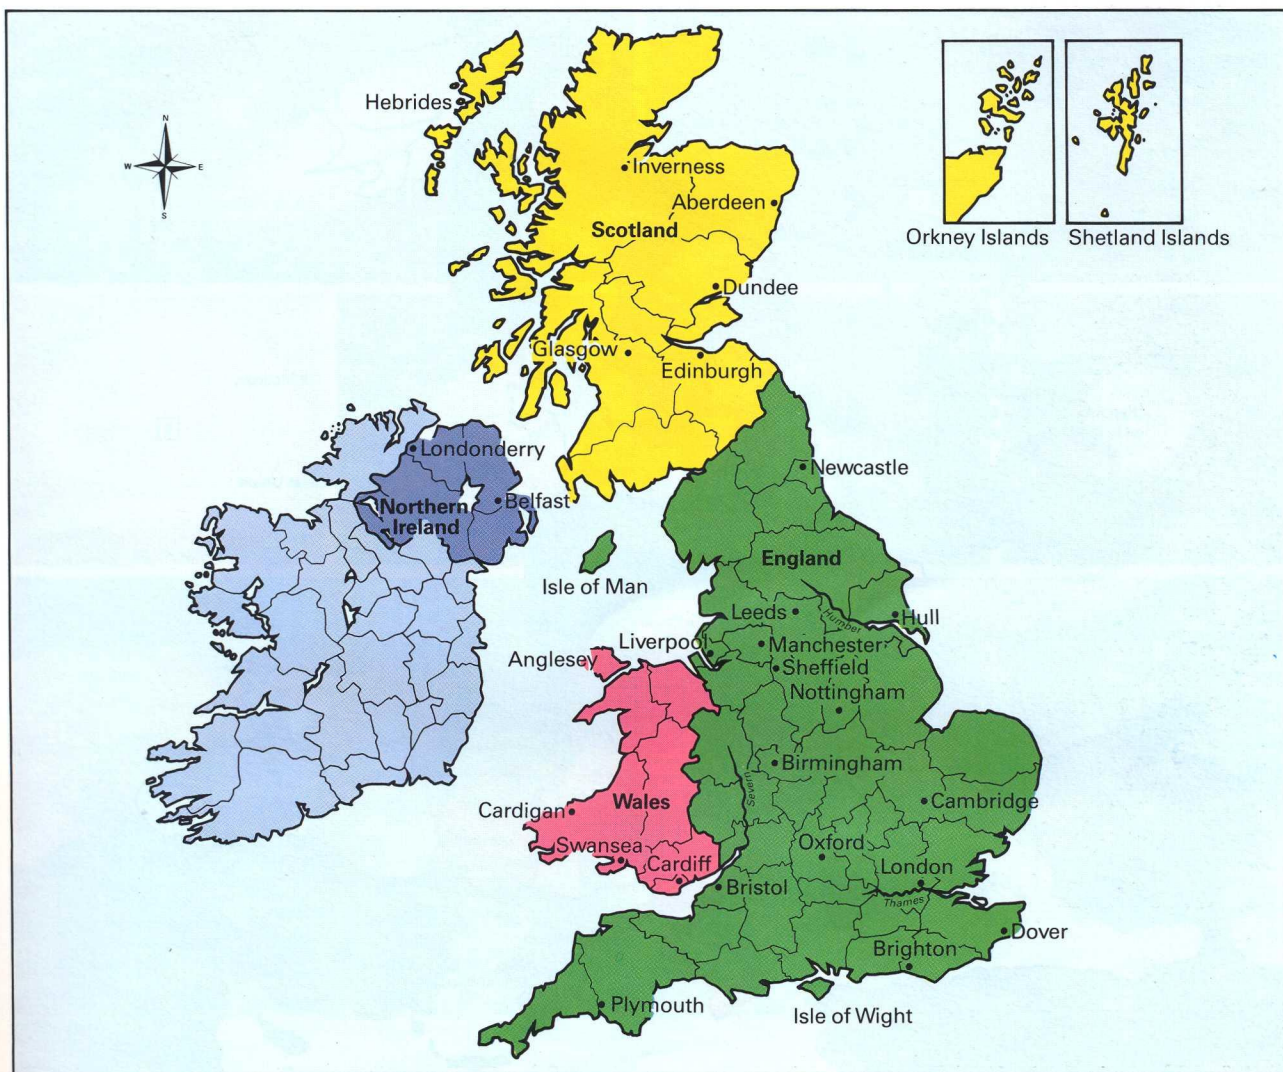 Hebrides
N
W E
S
Inverness
Aberdeen
Scotland
Orkney Islands
Shetland Islands
Dundee
Glasgow
Edinburgh
Londonderry
Newcastle
Northern
Ireland
Belfast
England
Isle of Man
Leeds
Humber
Hull
Liverpool
Manchester
Anglesey
Sheffield
Nottingham
Birmingham
Severn
Wales
Cambridge
Cardigan
Swansea
Oxford
Cardiff
London
Bristol
Thames
Dover
Brighton
Plymouth
Isle of Wight